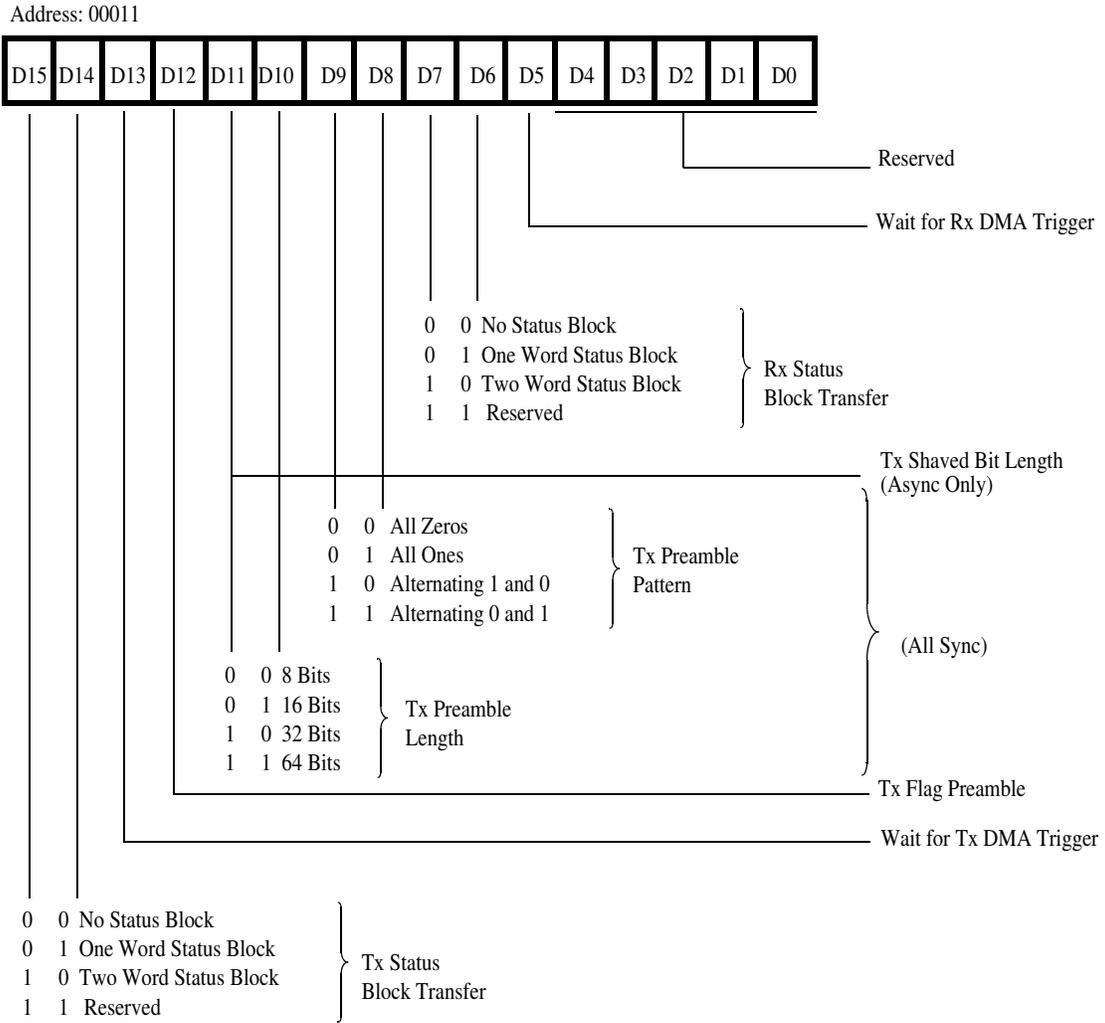 Address: 00011
D15 D14 D13 D12 D11 D10 D9 D8 D7 D6 D5 D4 D3 D2 D1 D0
Reserved
Wait for Rx DMA Trigger
0 0 No Status Block
0 1 One Word Status Block
1 0 Two Word Status Block
1 1 Reserved
Rx Status
Block Transfer
Tx Shaved Bit Length
(Async Only)
0 0 All Zeros
0 1 All Ones
1 0 Alternating 1 and 0
1 1 Alternating 0 and 1
Tx Preamble
Pattern
(All Sync)
0 0 8 Bits
0 1 16 Bits
1 0 32 Bits
1 1 64 Bits
Tx Preamble
Length
Tx Flag Preamble
Wait for Tx DMA Trigger
0 0 No Status Block
0 1 One Word Status Block
1 0 Two Word Status Block
1 1 Reserved
Tx Status
Block Transfer